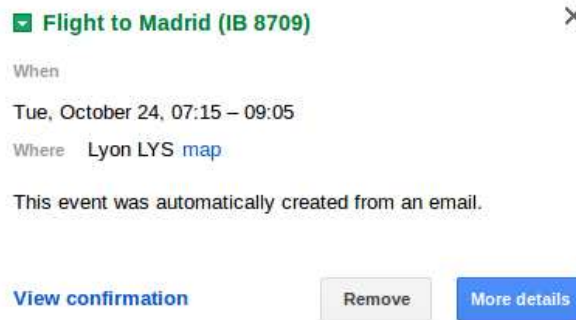 Flight to Madrid (IB 8709)
When
Tue, October 24, 07:15 – 09:05
Where Lyon LYS map
This event was automatically created from an email.
View confirmation Remove More details